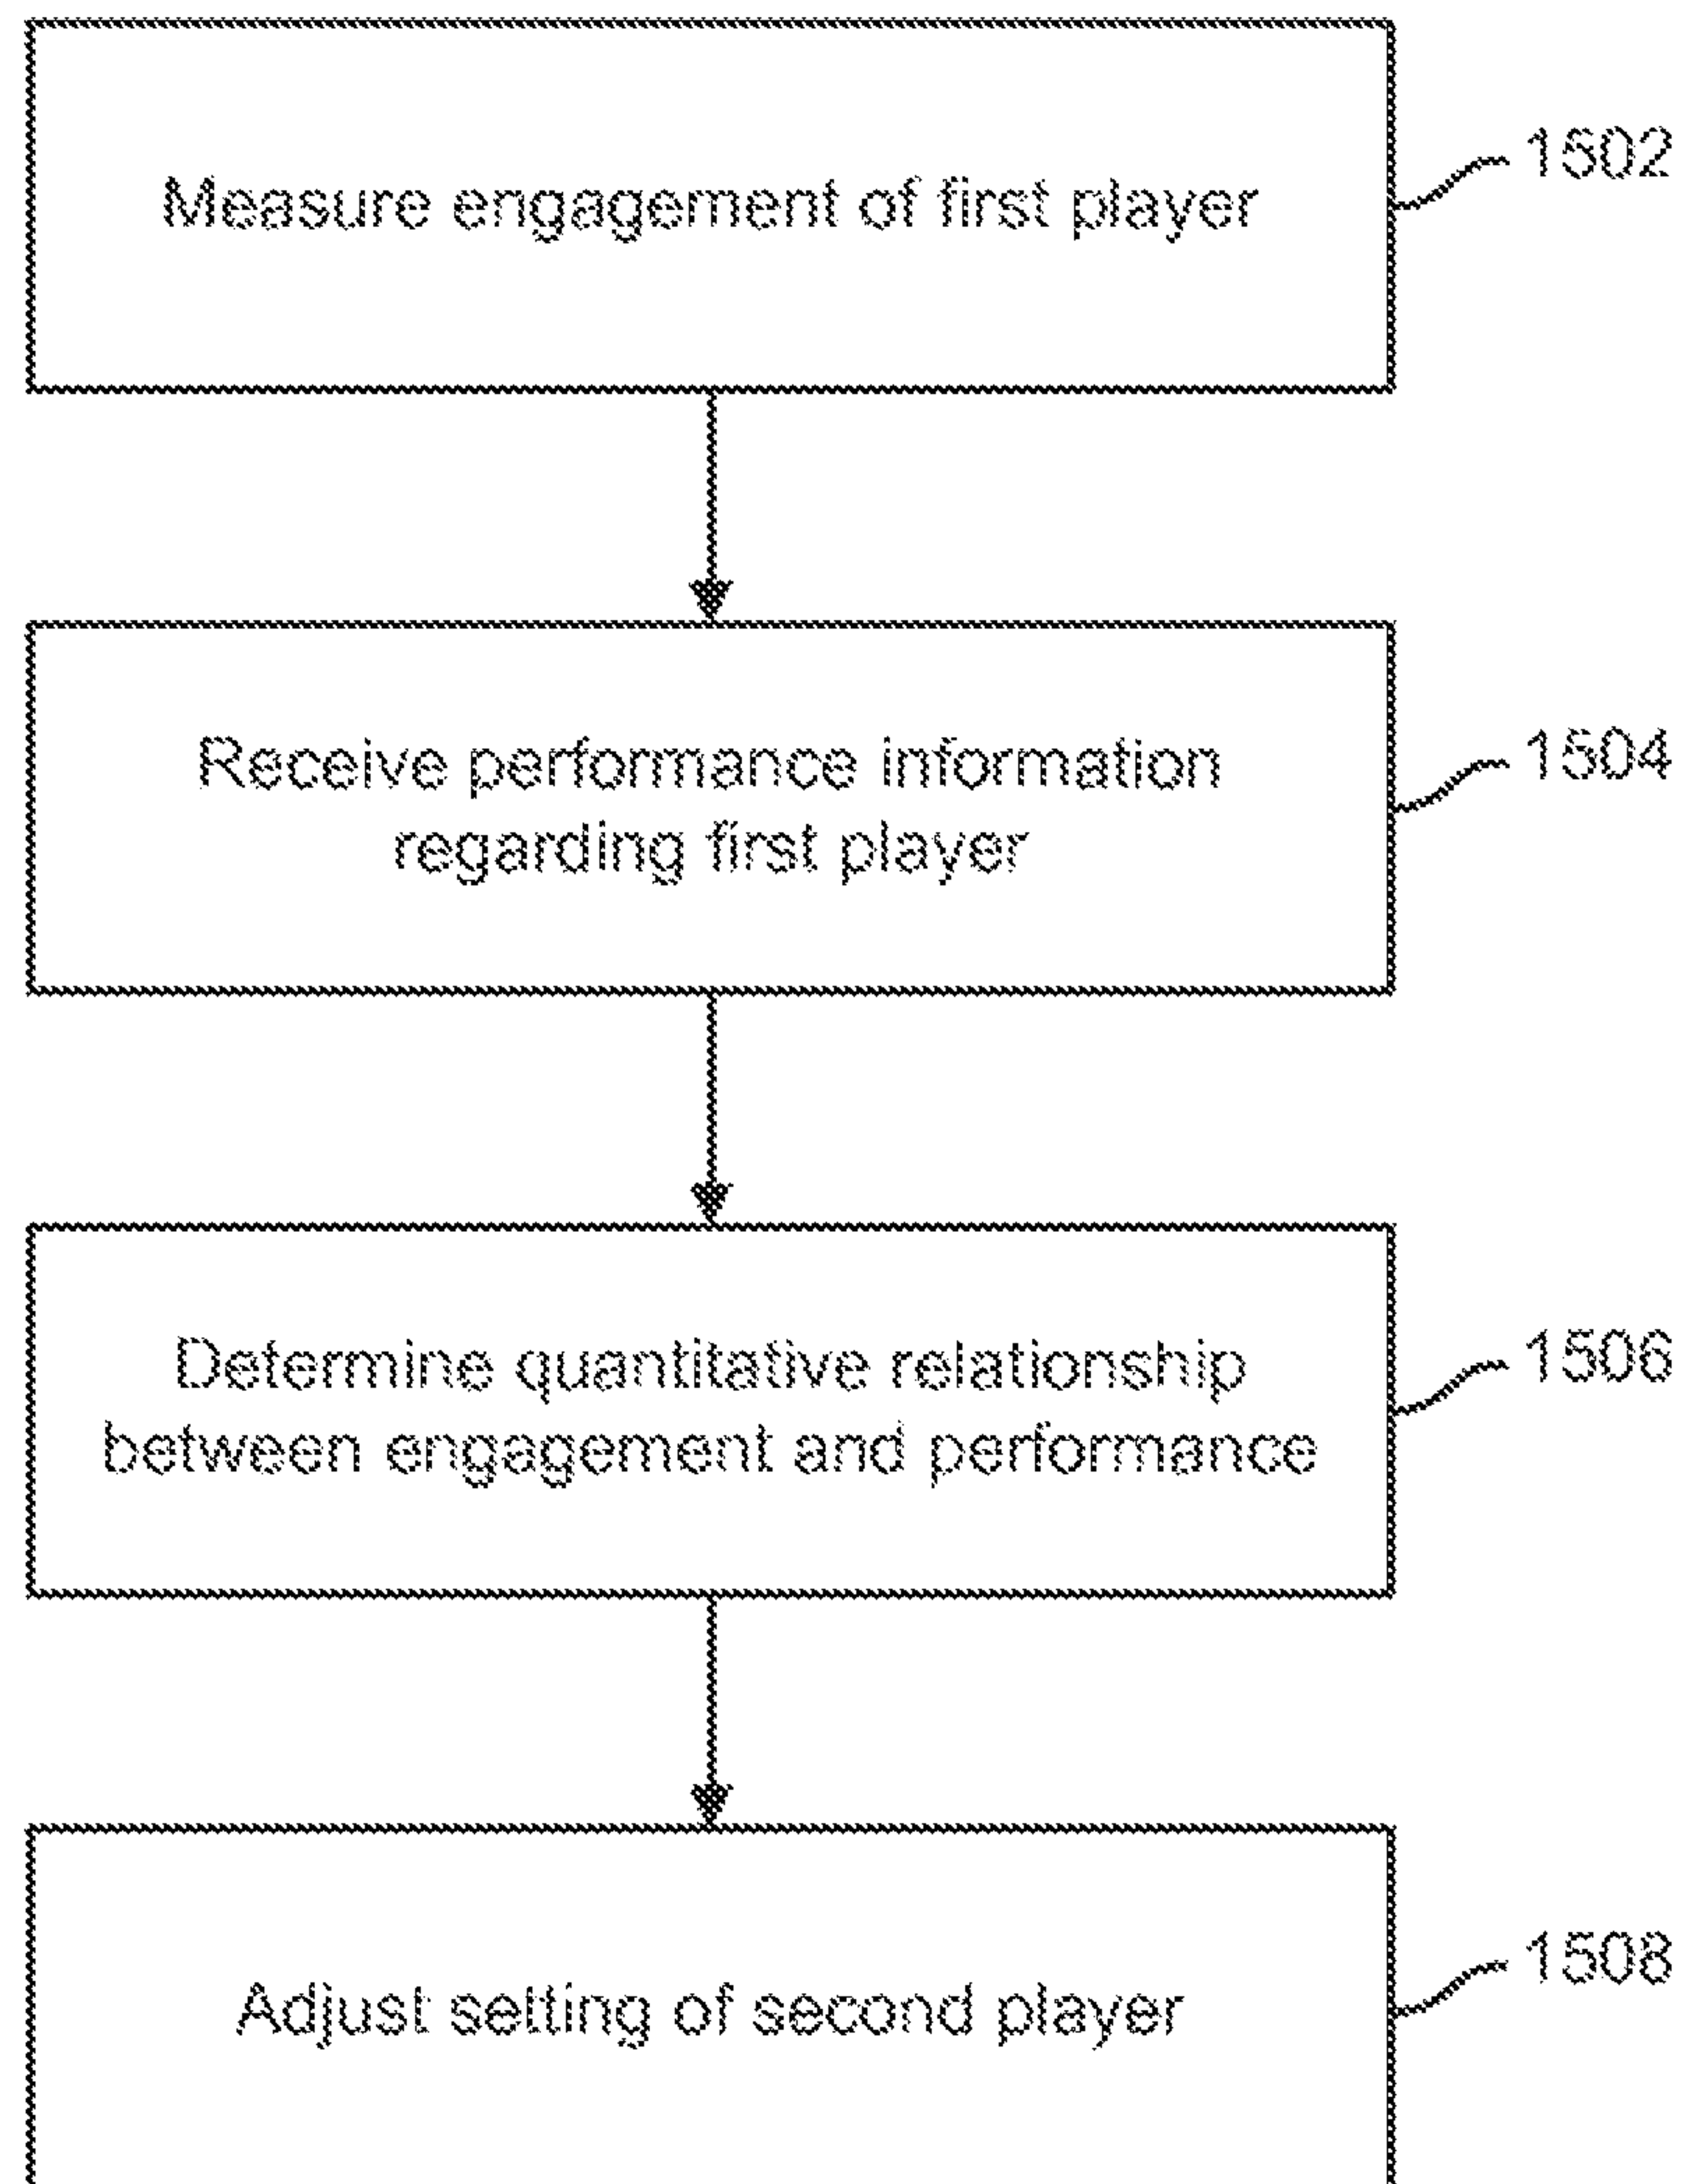 Measure engagement of first player
1502
Receive performance information
regarding first player
1504
Determine quantitative relationship
between engagement and performance
1506
Adjust setting of second player
1508